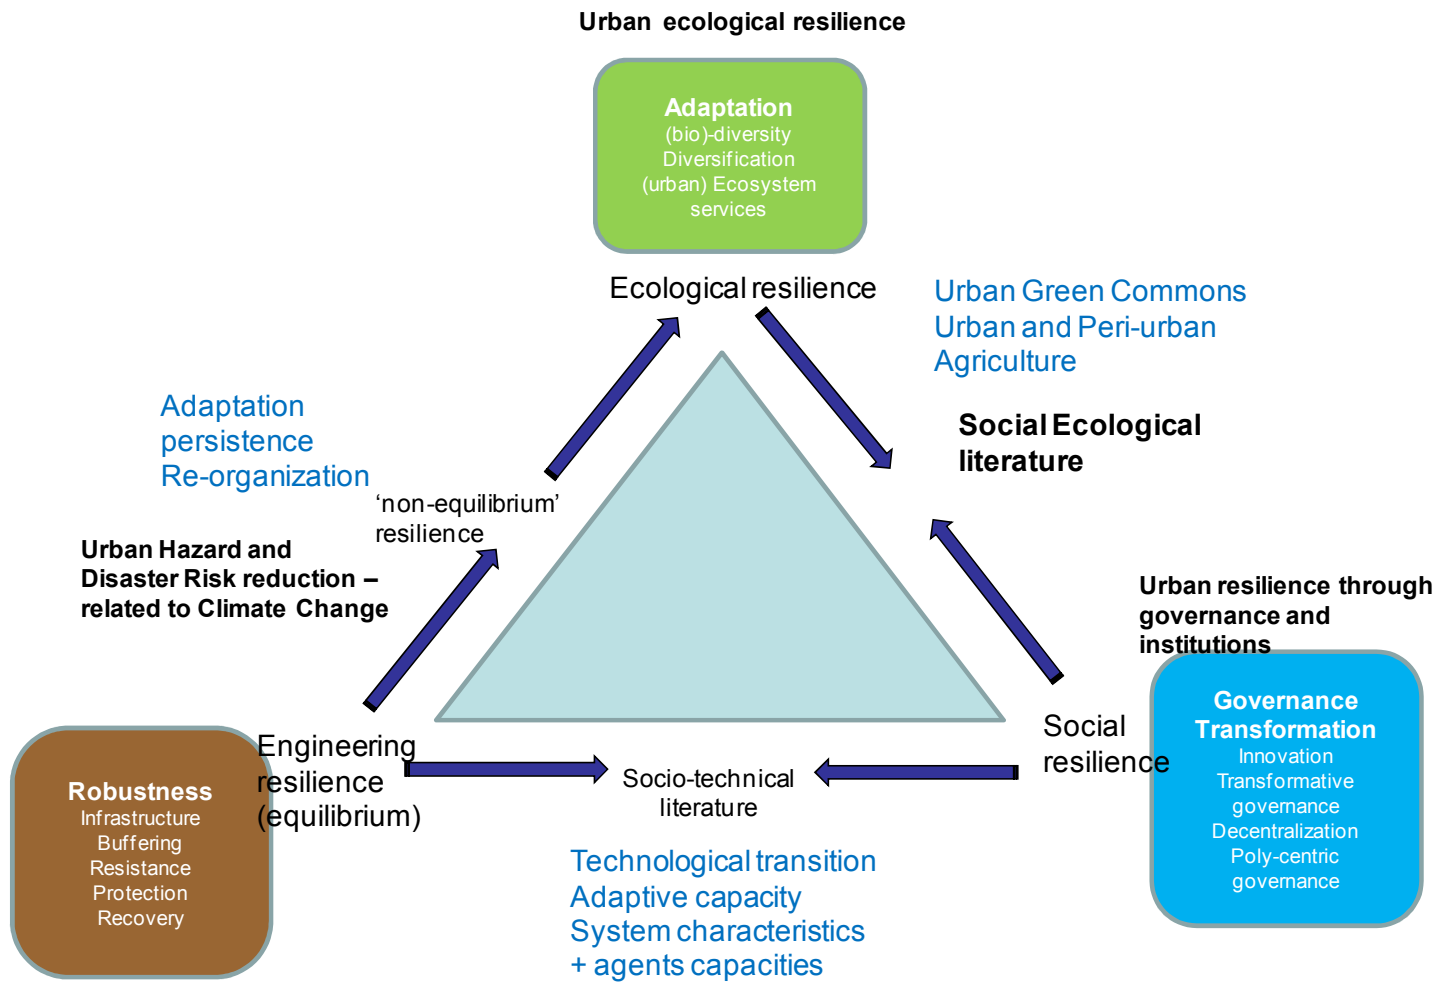 Urban ecological resilience
Adaptation
(bio)-diversity
Diversification
(urban) Ecosystem
services
Ecological resilience
Urban Green Commons
Urban and Peri-urban
Agriculture
Social Ecological
literature
Adaptation
persistence
Re-organization
‘non-equilibrium’
resilience
Urban Hazard and
Disaster Risk reduction –
related to Climate Change
Urban resilience through
governance and
institutions
Governance
Transformation
Innovation
Transformative
governance
Decentralization
Poly-centric
governance
Social
resilience
Engineering
resilience
(equilibrium)
Robustness
Infrastructure
Buffering
Resistance
Protection
Recovery
Socio-technical
literature
Technological transition
Adaptive capacity
System characteristics
+ agents capacities